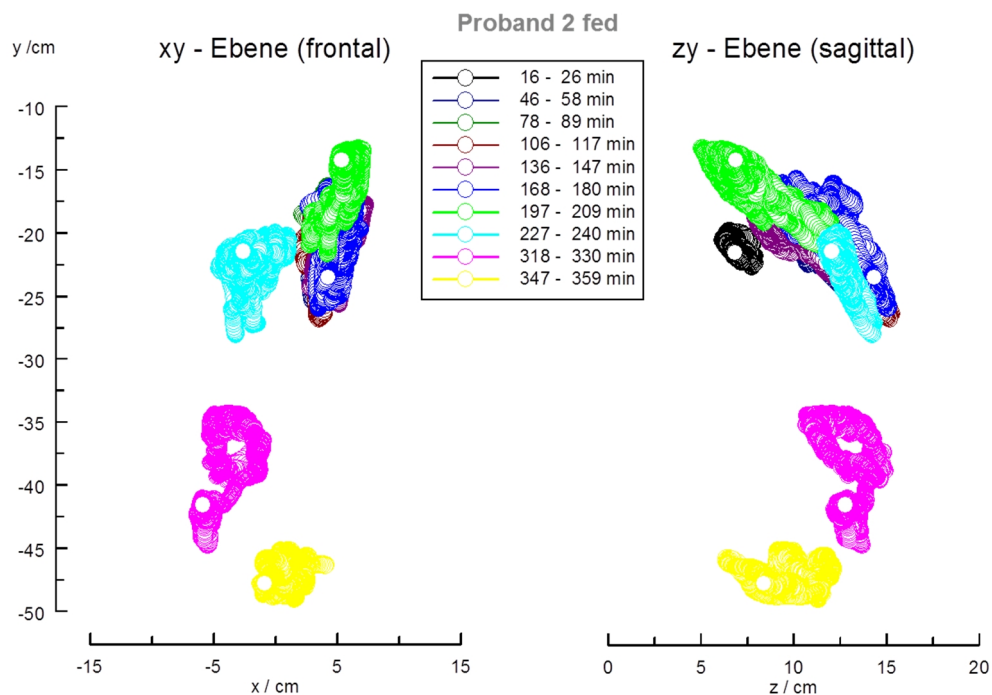 Proband 2 fed
y /cm
xy - Ebene (frontal)
zy - Ebene (sagittal)
16 - 26 min
46 - 58 min
78 - 89 min
106 - 117 min
136 - 147 min
168 - 180 min
197 - 209 min
227 - 240 min
318 - 330 min
347 - 359 min
-10
-15
-20
-25
-30
-35
-40
-45
-50
-15 -5 5 15
x / cm
0 5 10 15 20
z / cm